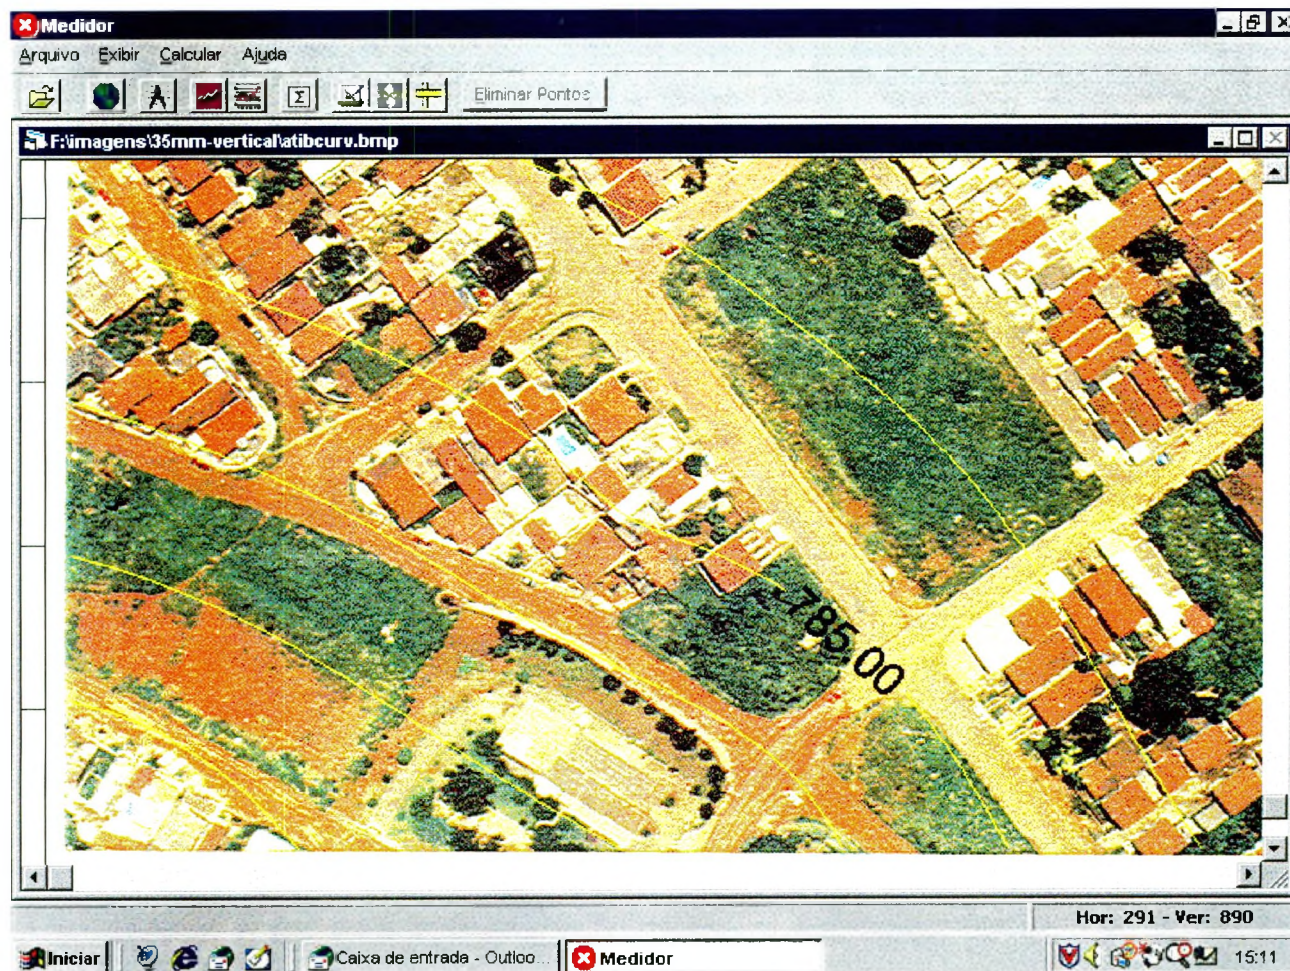 Medidor
Arquivo Exibir Calcular Ajuda
Σ
Eliminar Pontos
F:\imagens\35mm-vertical\atibcurv.bmp
785.00
Hor: 291 - Ver: 890
Iniciar
Caixa de entrada - Outloo...
Medidor
15:11